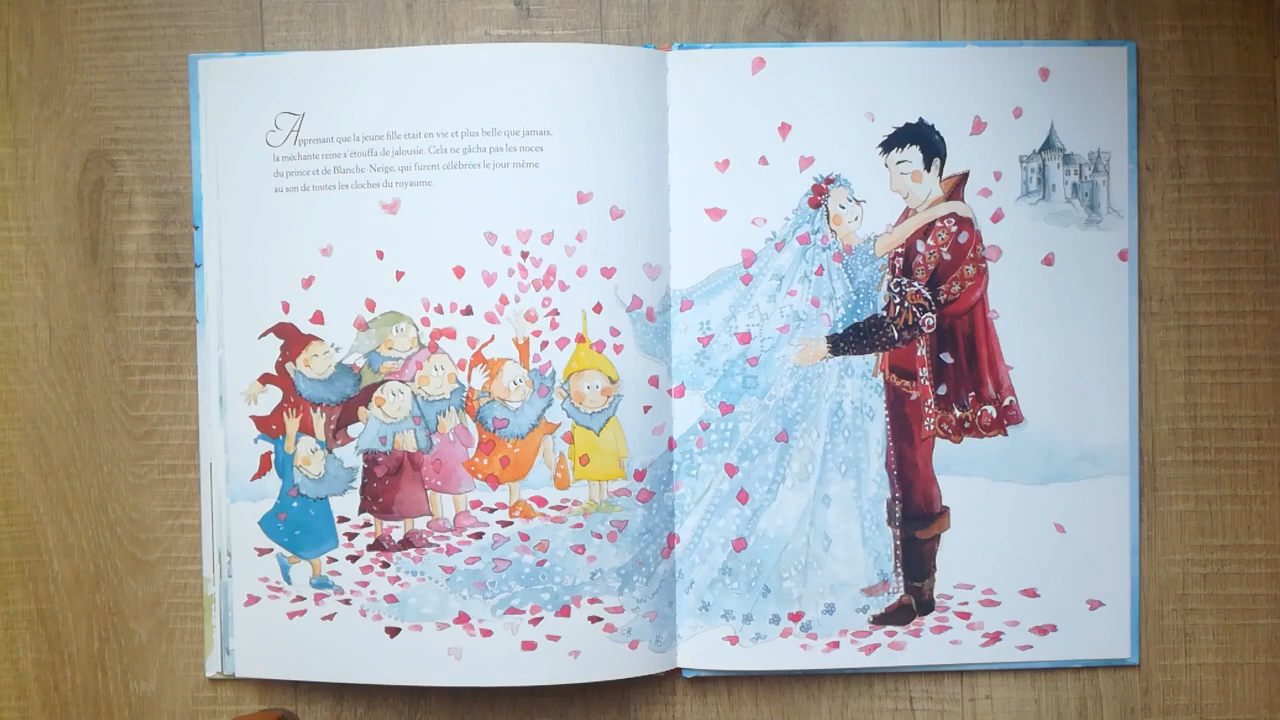 Apprenant que la jeune fille était en vie et plus belle que jamais,
la méchante reine s'étouffa de jalousie. Cela ne gâcha pas les noces
du prince et de Blanche-Neige, qui furent célébrées le jour même
au son de toutes les cloches du royaume.